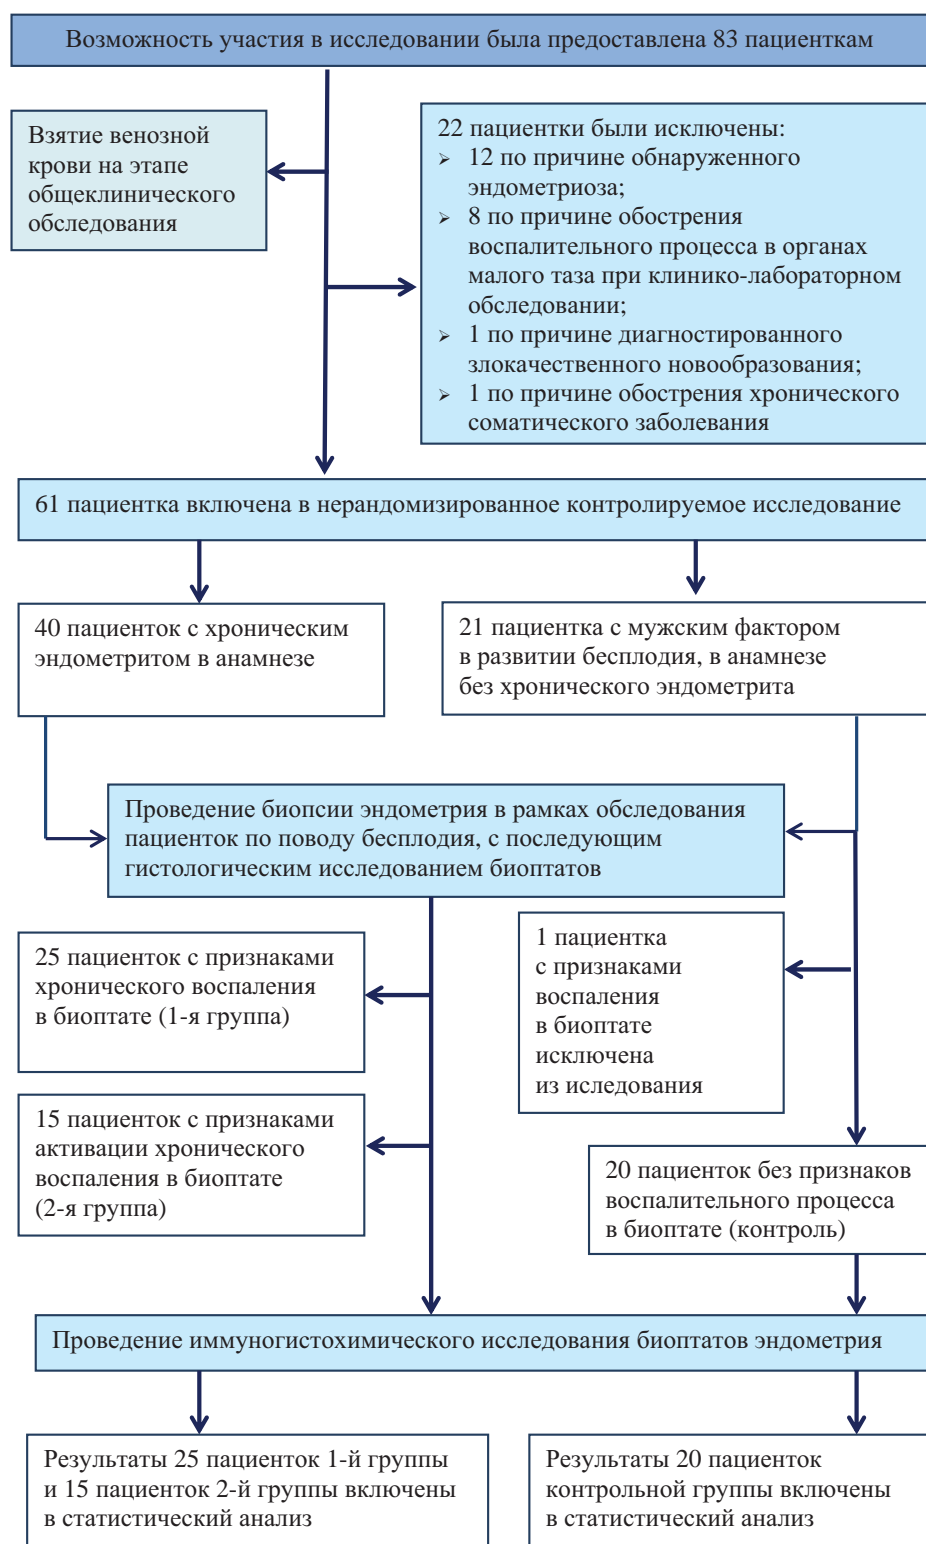 Возможность участия в исследовании была предоставлена 83 пациенткам
Взятие венозной
крови на этапе
общеклинического
обследования
22 пациентки были исключены:
➢ 12 по причине обнаруженного
эндометриоза;
➢ 8 по причине обострения
воспалительного процесса в органах
малого таза при клинико-лабораторном
обследовании;
➢ 1 по причине диагностированного
злокачественного новообразования;
➢ 1 по причине обострения хронического
соматического заболевания
61 пациентка включена в нерандомизированное контролируемое исследование
40 пациенток с хроническим
эндометритом в анамнезе
21 пациентка с мужским фактором
в развитии бесплодия, в анамнезе
без хронического эндометрита
Проведение биопсии эндометрия в рамках обследования
пациенток по поводу бесплодия, с последующим
гистологическим исследованием биоптатов
25 пациенток с признаками
хронического воспаления
в биоптате (1-я группа)
1 пациентка
с признаками
воспаления
в биоптате
исключена
из иследования
15 пациенток с признаками
активации хронического
воспаления в биоптате
(2-я группа)
20 пациенток без признаков
воспалительного процесса
в биоптате (контроль)
Проведение иммуногистохимического исследования биоптатов эндометрия
Результаты 25 пациенток 1-й группы
и 15 пациенток 2-й группы включены
в статистический анализ
Результаты 20 пациенток
контрольной группы включены
в статистический анализ